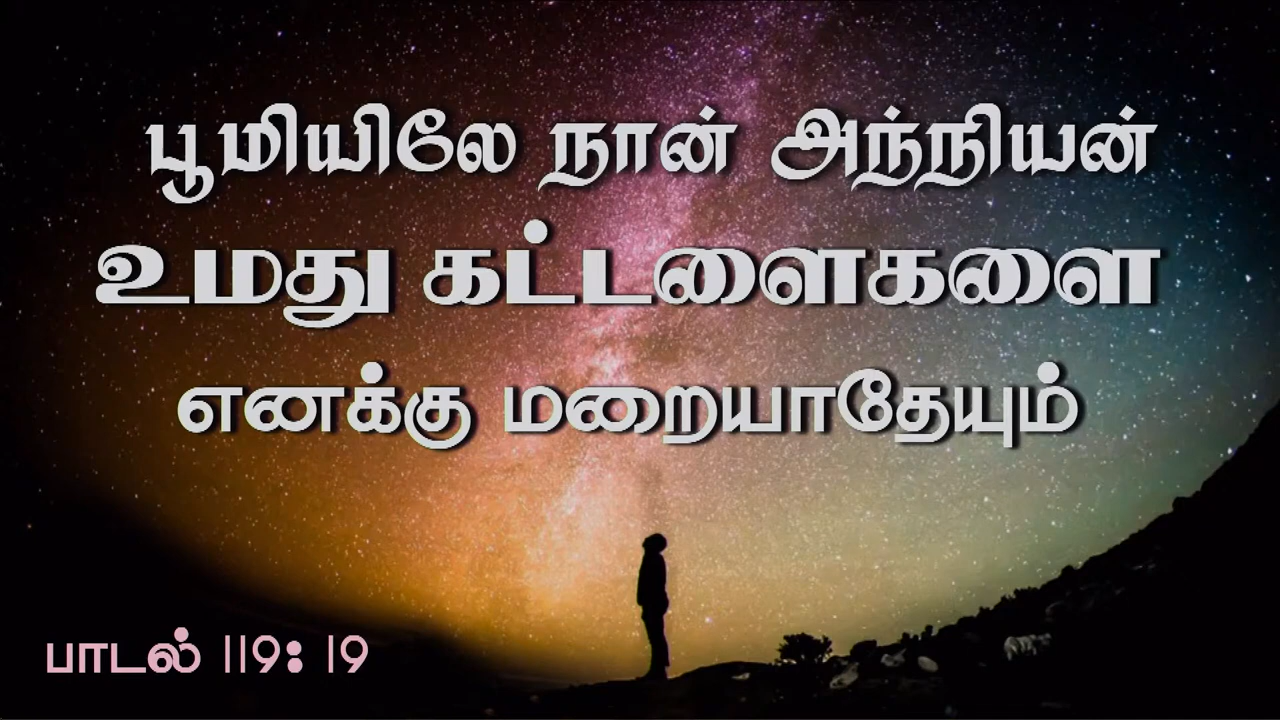 பூமியிலே நான் அந்நியன்
உமது கட்டளைகளை
எனக்கு மறையாதேயும்
பாடல் 119: 19